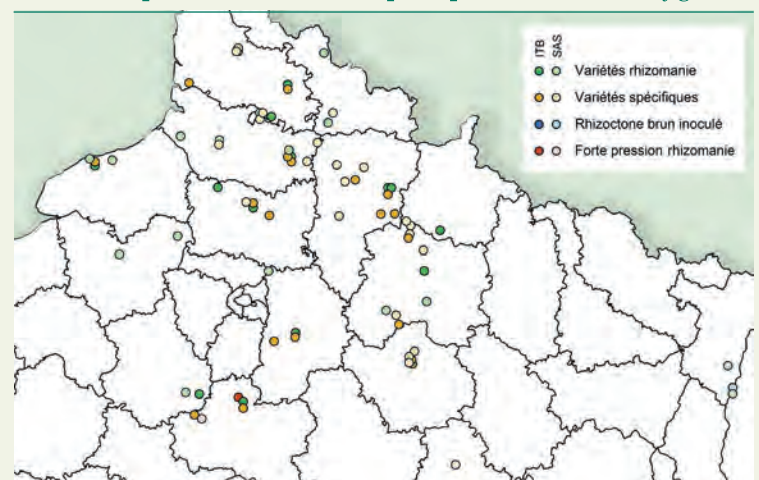 ITB
SAS
Variétés rhizomanie
Variétés spécifiques
Rhizoctone brun inoculé
Forte pression rhizomanie